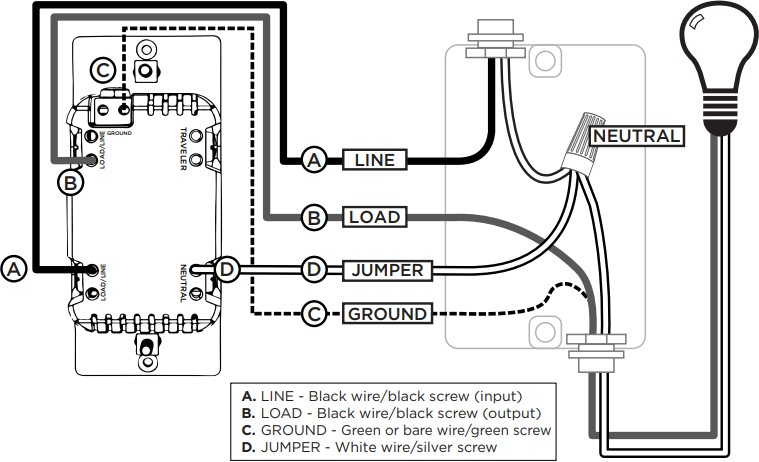 C
GROUND
LOAD/LINE
TRAVELER
B
A
LOAD/LINE
NEUTRAL
D
A LINE
B LOAD
D JUMPER
C GROUND
NEUTRAL
A. LINE - Black wire/black screw (input)
B. LOAD - Black wire/black screw (output)
C. GROUND - Green or bare wire/green screw
D. JUMPER - White wire/silver screw